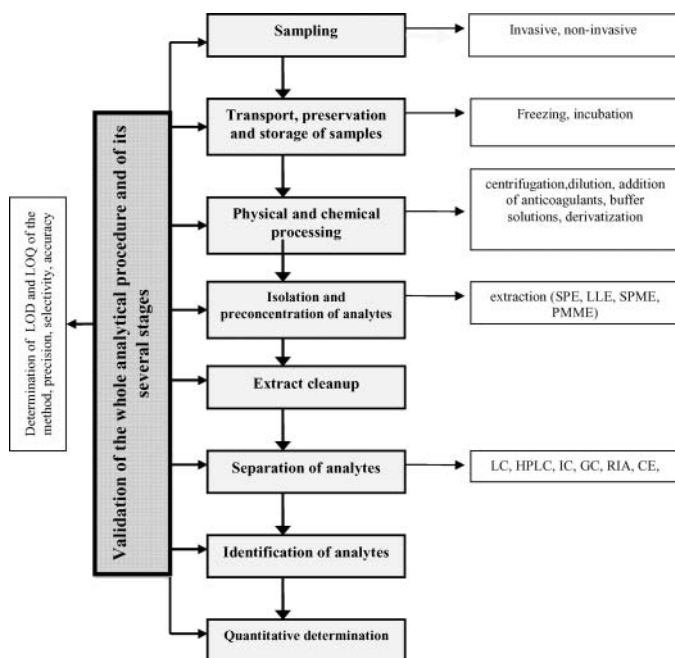 Sampling
Invasive, non-invasive
Transport, preservation
and storage of samples
Freezing, incubation
Physical and chemical
processing
centrifugation,dilution, addition
of anticoagulants, buffer
solutions, derivatization
Isolation and
preconcentration of analytes
extraction (SPE, LLE, SPME,
PMME)
Extract cleanup
Separation of analytes
LC, HPLC, IC, GC, RIA, CE,
Identification of analytes
Quantitative determination
Validation of the whole analytical procedure and of its
several stages
Determination of LOD and LOQ of the
method, precision, selectivity, accuracy